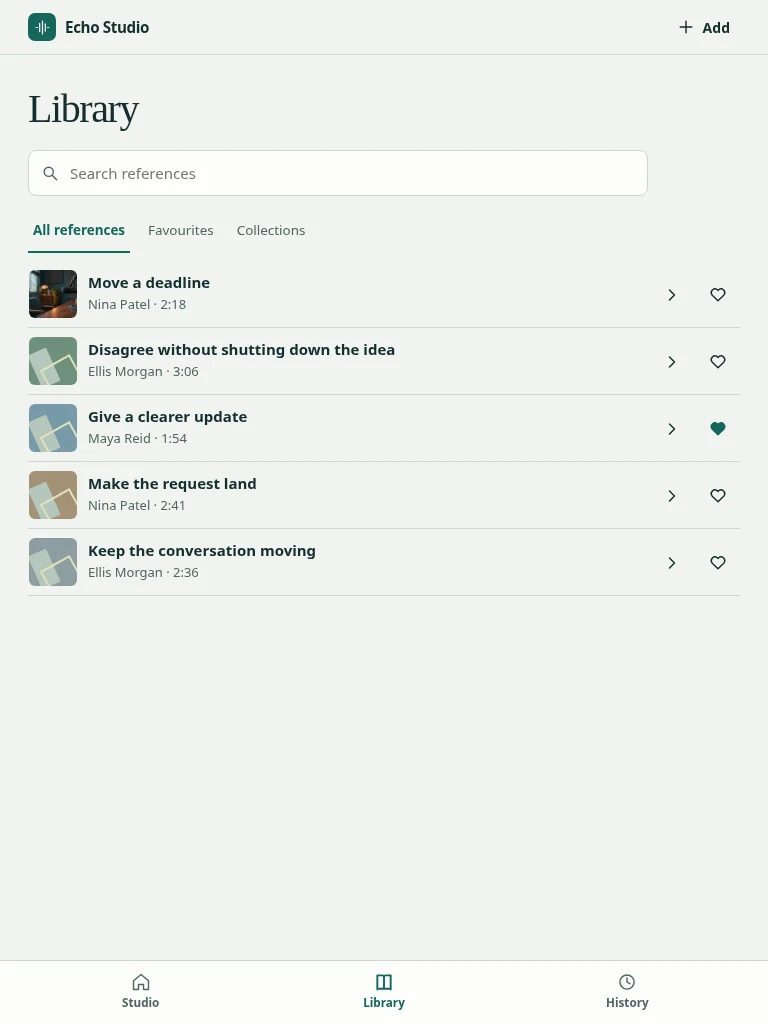 Echo Studio
Add
Library
Search references
All references
Favourites
Collections
Move a deadline
Nina Patel · 2:18
Disagree without shutting down the idea
Ellis Morgan · 3:06
Give a clearer update
Maya Reid · 1:54
Make the request land
Nina Patel · 2:41
Keep the conversation moving
Ellis Morgan · 2:36
Studio
Library
History